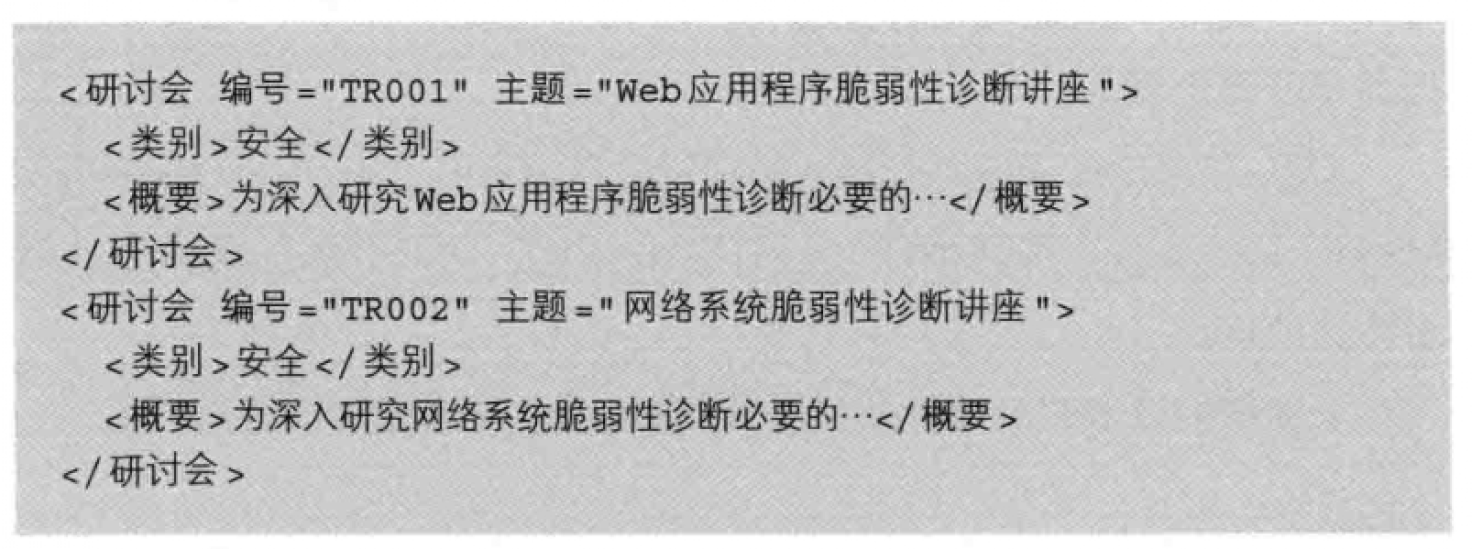 <研讨会 编号="TR001" 主题="Web应用程序脆弱性诊断讲座">
<类别>安全</类别>
<概要>为深入研究Web应用程序脆弱性诊断必要的…</概要>
</研讨会>
<研讨会 编号="TR002" 主题="网络系统脆弱性诊断讲座">
<类别>安全</类别>
<概要>为深入研究网络系统脆弱性诊断必要的…</概要>
</研讨会>